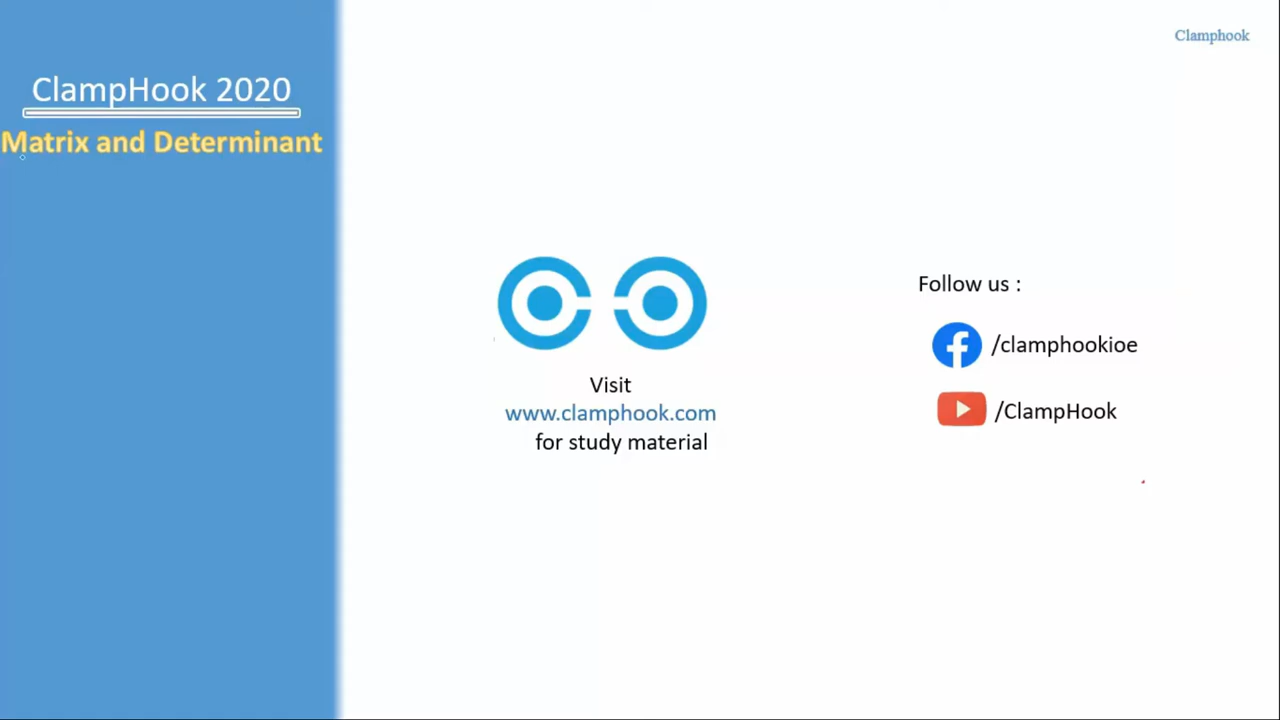 Clamphook
ClampHook 2020
Matrix and Determinant
Visit
www.clamphook.com
for study material
Follow us :
/clamphookioe
/ClampHook